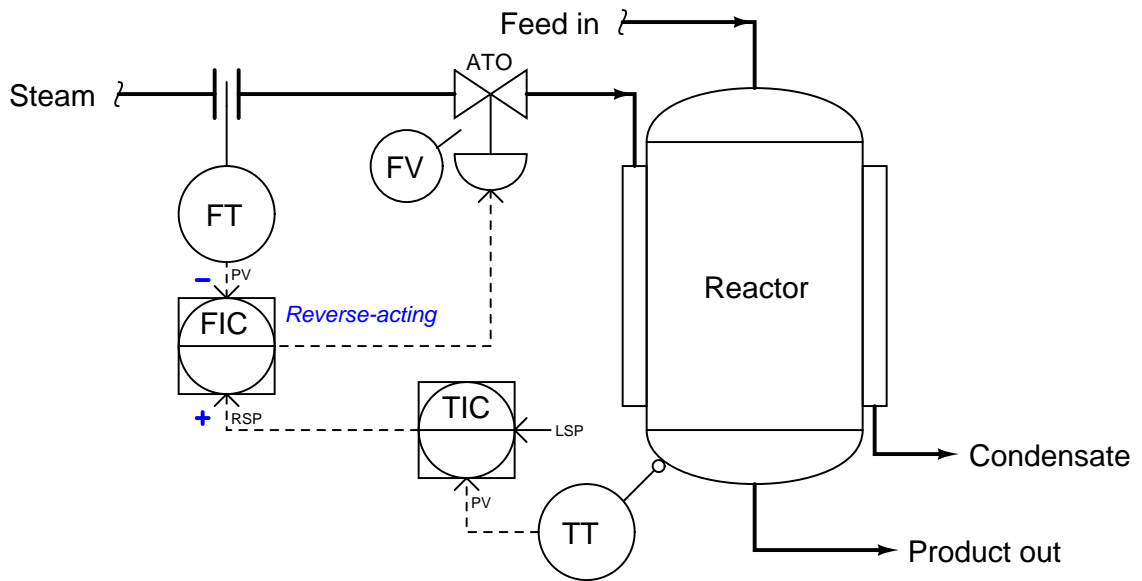 Feed in
ATO
Steam
FV
FT
PV
−
Reactor
FIC
Reverse-acting
TIC
+
RSP
LSP
Condensate
PV
TT
Product out